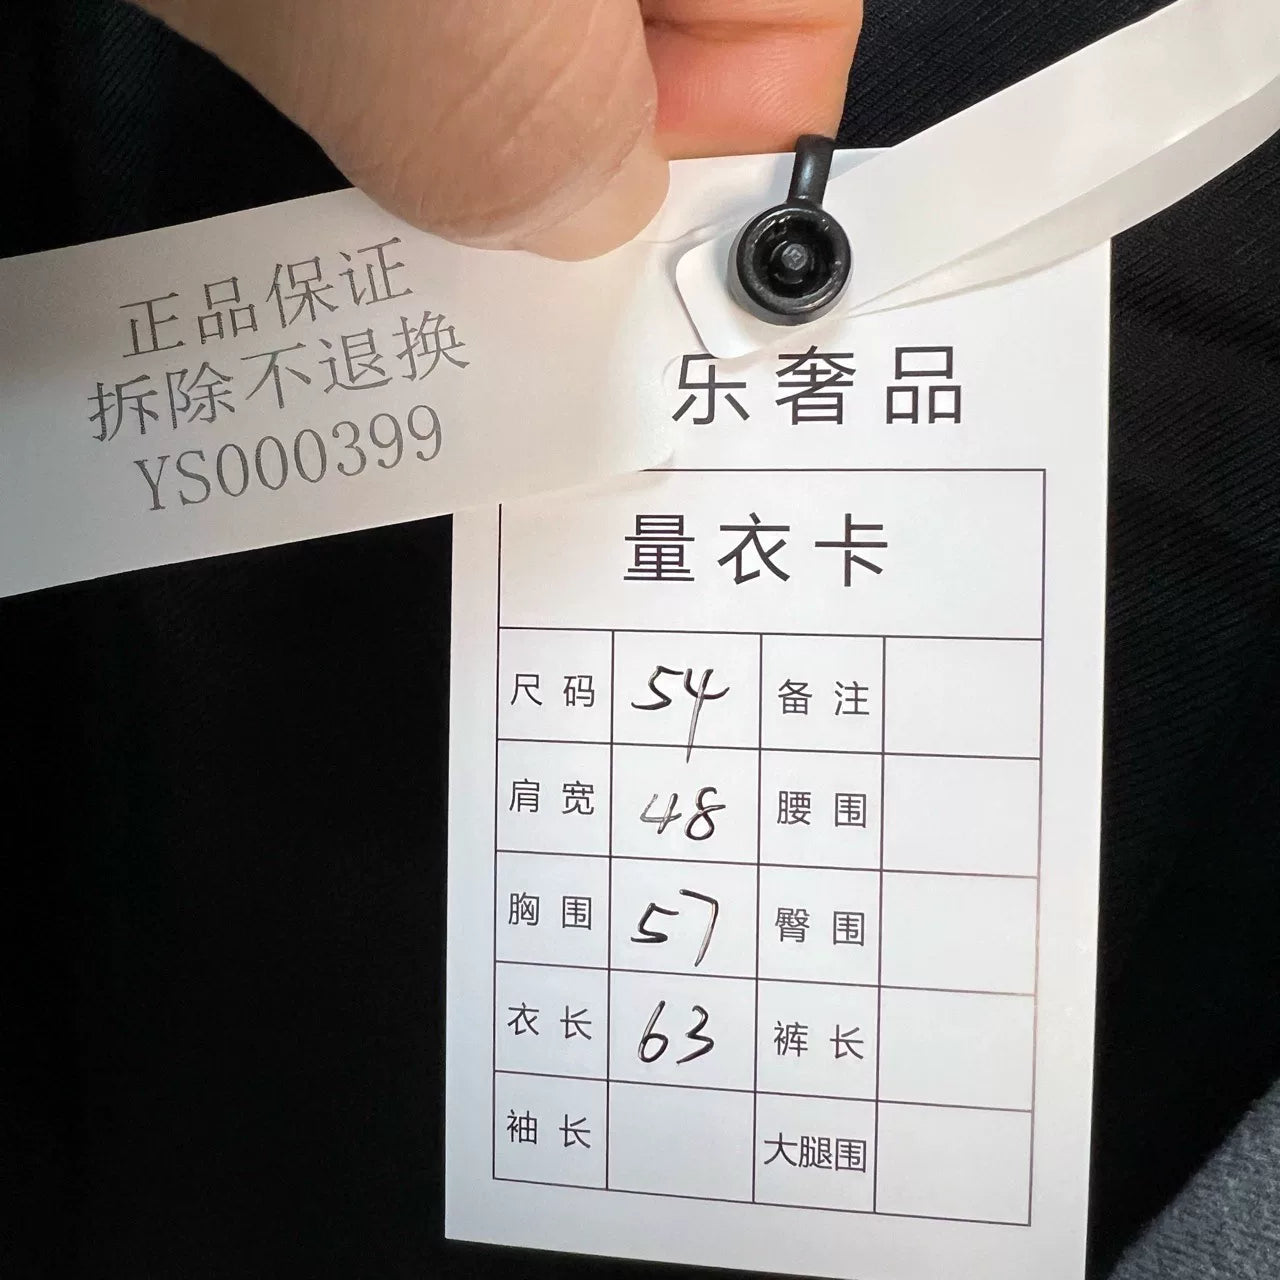 正品保证
拆除不退换
YS000399
乐奢品
量衣卡
尺码 54 备注
肩宽 48 腰围
胸围 57 臀围
衣长 63 裤长
袖长 大腿围